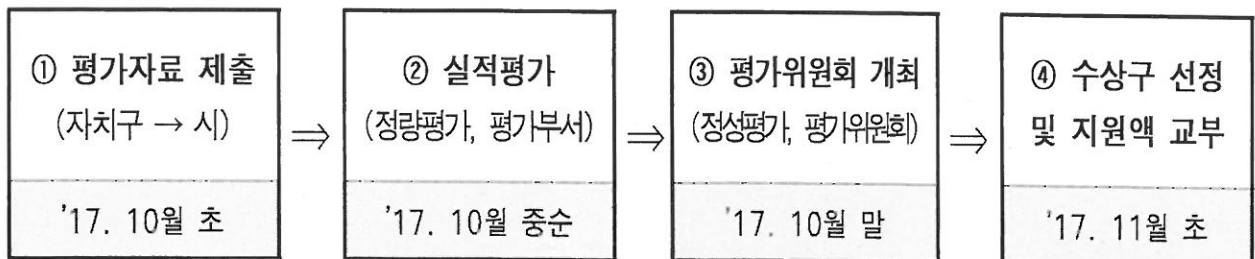 ① 평가자료 제출
(자치구 → 시)
'17. 10월 초
⇒
② 실적평가
(정량평가, 평가부서)
'17. 10월 중순
⇒
③ 평가위원회 개최
(정성평가, 평가위원회)
'17. 10월 말
⇒
④ 수상구 선정
및 지원액 교부
'17. 11월 초